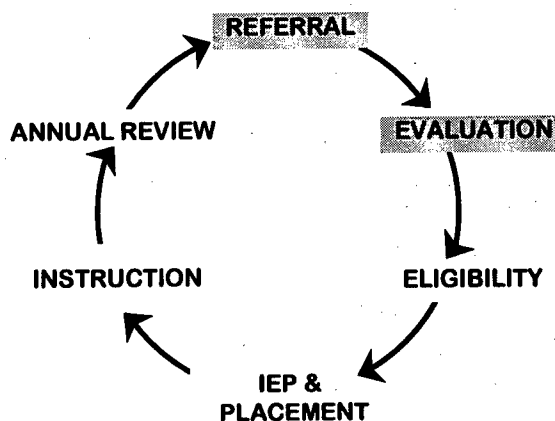 REFERRAL
EVALUATION
ELIGIBILITY
IEP &
PLACEMENT
INSTRUCTION
ANNUAL REVIEW